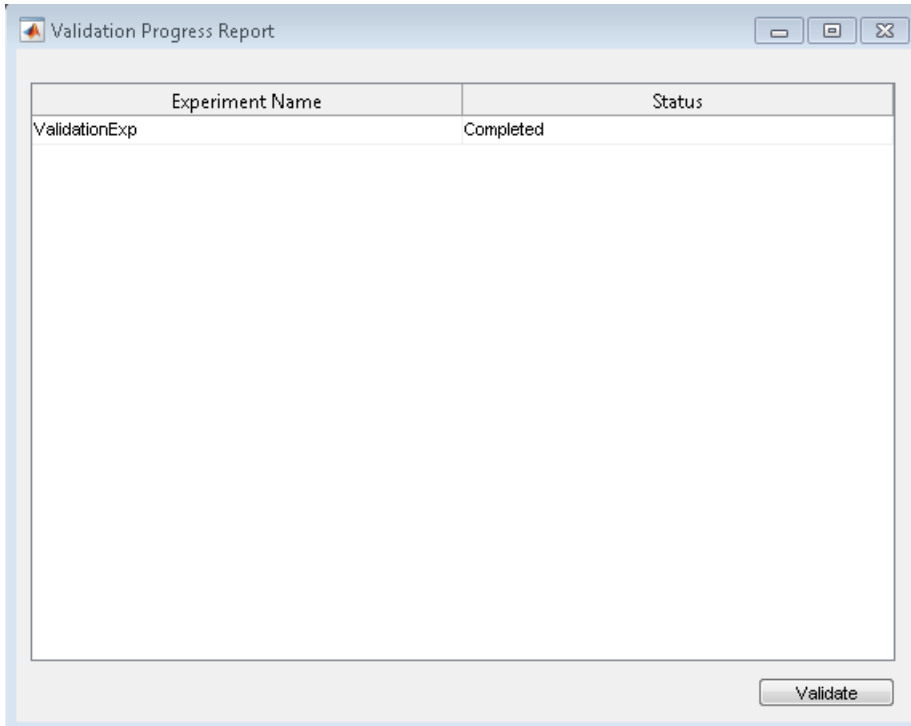 Validation Progress Report
Experiment Name Status
ValidationExp Completed
Validate